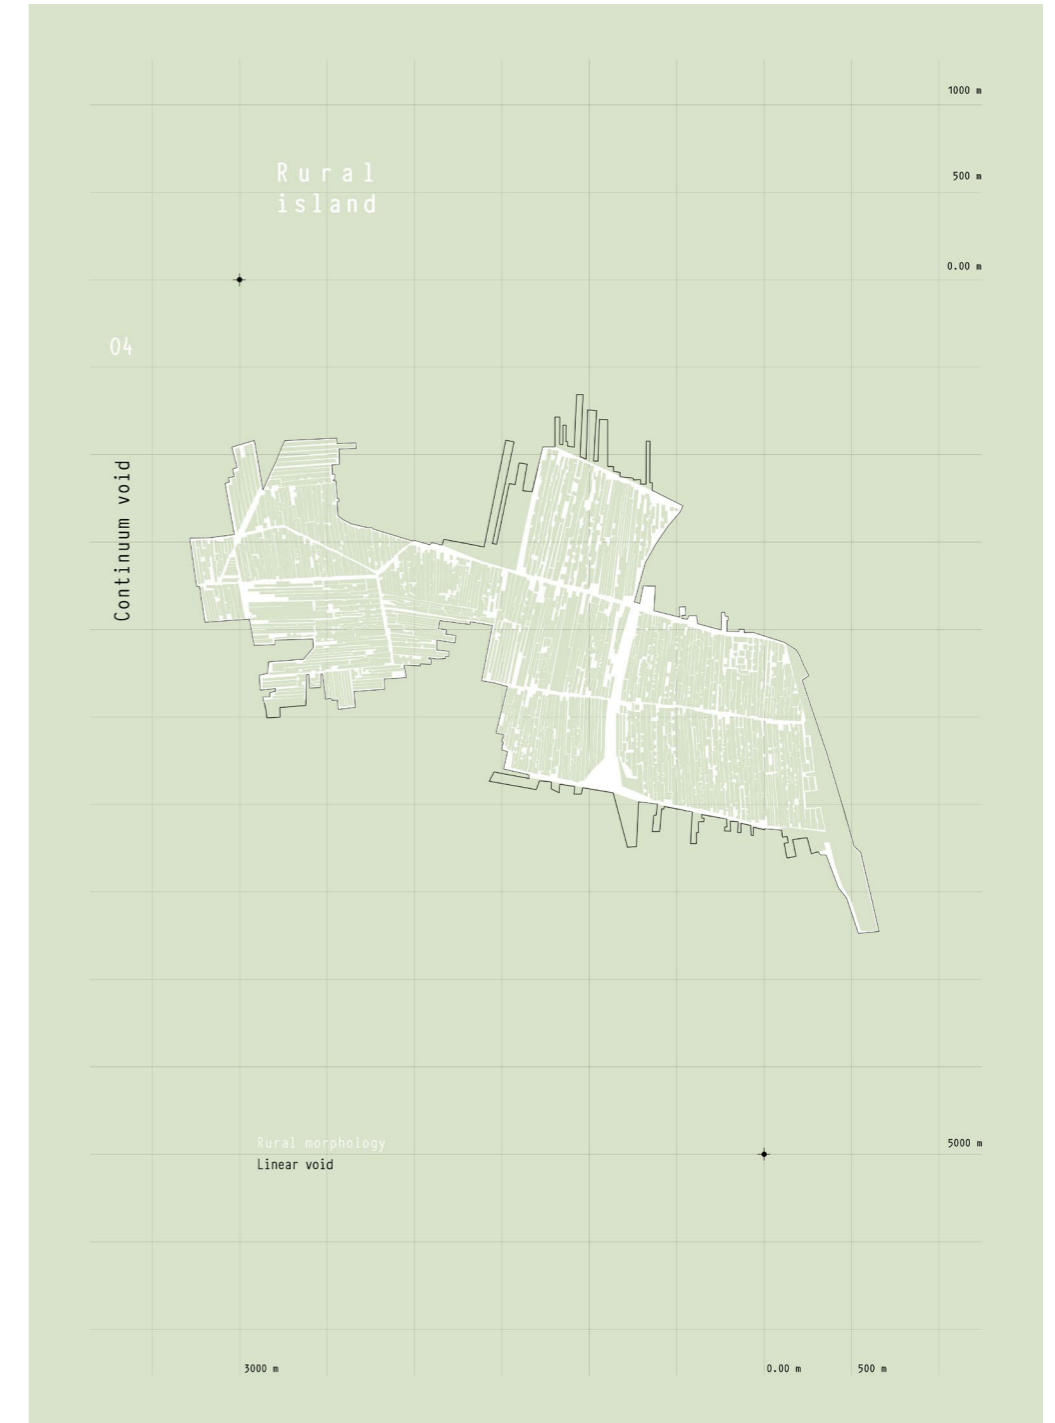 1000 m
500 m
Rural
island
0.00 m
04
Continuum void
Rural morphology
Linear void
5000 m
3000 m
0.00 m
500 m